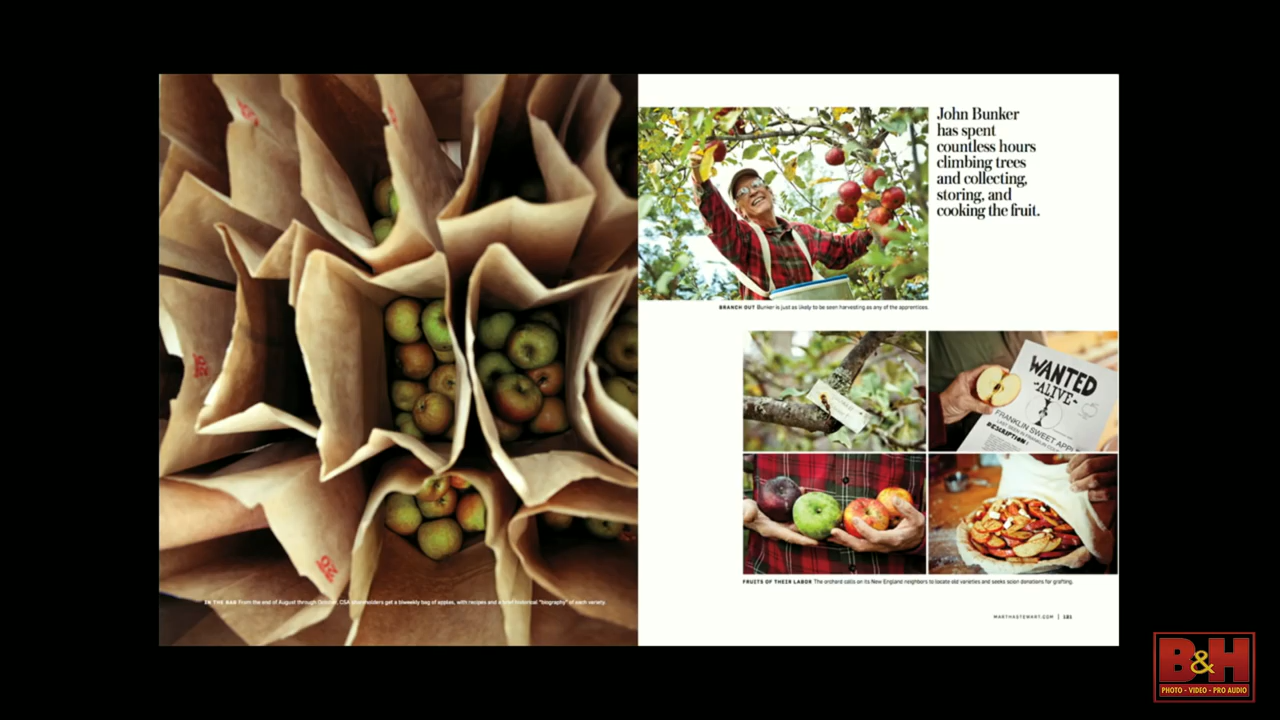 John Bunker
has spent
countless hours
climbing trees
and collecting,
storing, and
cooking the fruit.
BRANCH OUT Bunker is just as likely to be seen harvesting as any of the apprentices.
WANTED
-ALIVE-
FRANKLIN SWEET APPL
DESCRIPTION:
FRUITS OF THEIR LABOR The orchard calls on its New England neighbors to locate old varieties and seeks scion donations for grafting.
IN THE BAG From the end of August through October, CSA shareholders get a biweekly bag of apples, with recipes and a brief historical "biography" of each variety.
MARTHASTEWART.COM | 101
B&H
PHOTO - VIDEO - PRO AUDIO